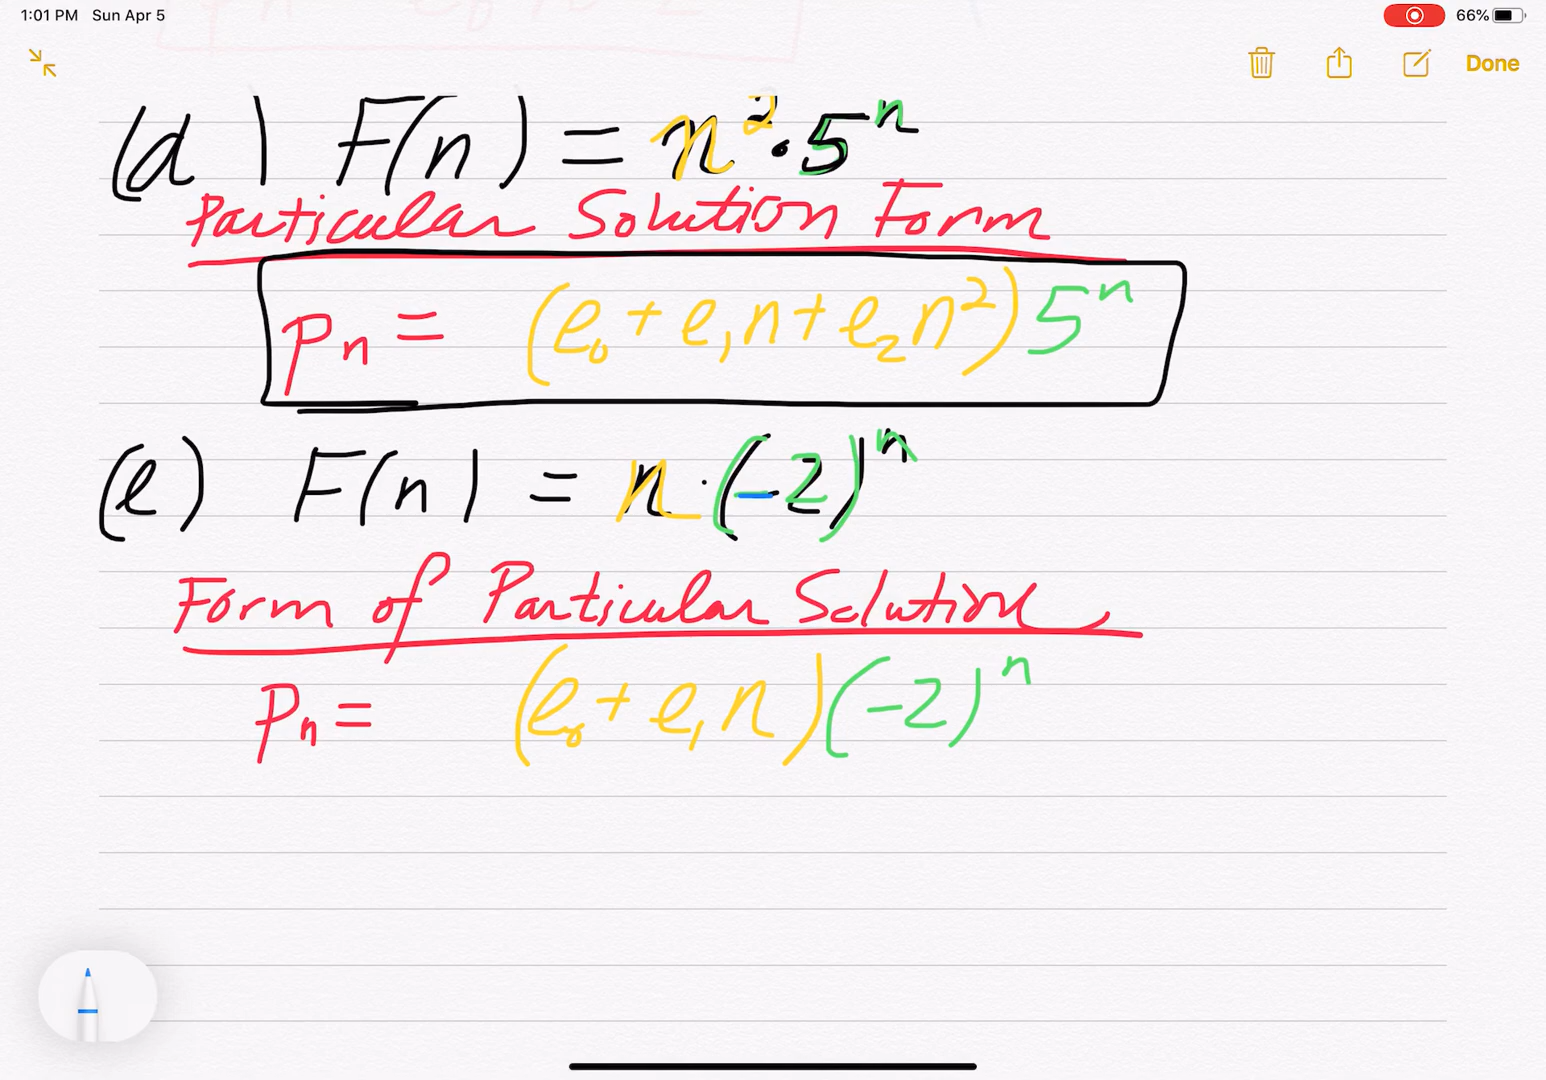 1:01 PM Sun Apr 5 66%
Done
(d) F(n) = n²·5ⁿ
Particular Solution Form
pₙ = (e₀ + e₁n + e₂n²) 5ⁿ
(e) F(n) = n·(-2)ⁿ
Form of Particular Solution
pₙ = (e₀ + e₁n)(-2)ⁿ